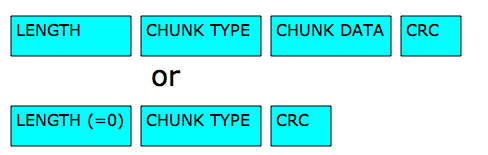 LENGTH CHUNK TYPE CHUNK DATA CRC
or
LENGTH (=0) CHUNK TYPE CRC